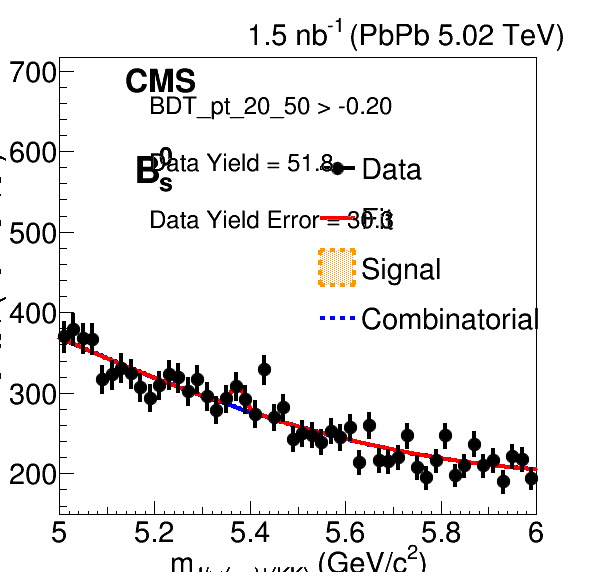 1.5 nb-1 (PbPb 5.02 TeV)
700
CMS
BDT_pt_20_50 > -0.20
600
B0s
Data Yield = 51.8
Data
500
Data Yield Error = 30.3
Fit
Signal
400
Combinatorial
300
200
5
5.2
5.4
5.6
5.8
6
m (GeV/c2)